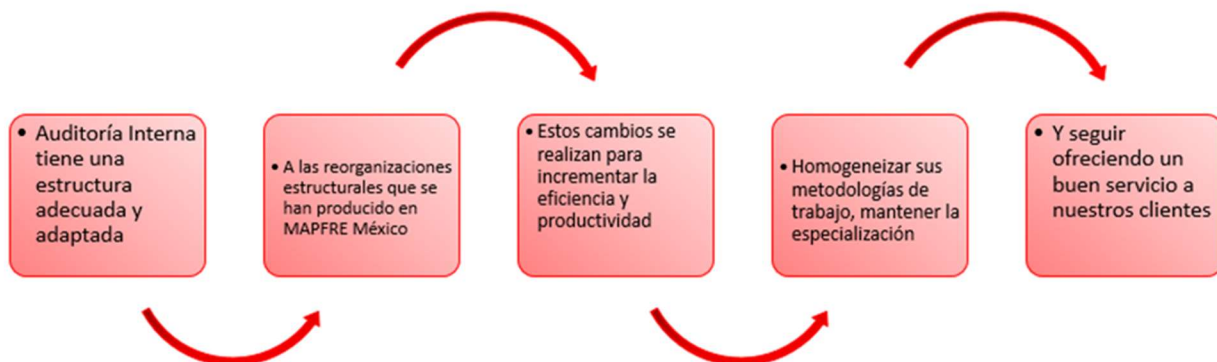 • Auditoría Interna
tiene una
estructura
adecuada y
adaptada
• A las reorganizaciones
estructurales que se
han producido en
MAPFRE México
• Estos cambios se
realizan para
incrementar la
eficiencia y
productividad
• Homogeneizar sus
metodologías de
trabajo, mantener la
especialización
• Y seguir
ofreciendo un
buen servicio a
nuestros clientes